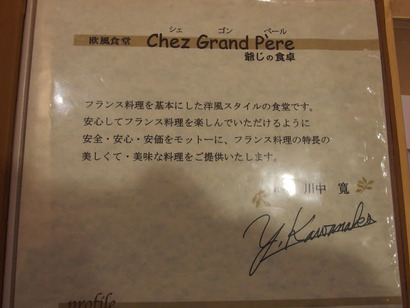 シェ ゴン ペール
欧風食堂 Chez Grand Père
爺じの食卓
フランス料理を基本にした洋風スタイルの食堂です。
安心してフランス料理を楽しんでいただけるように
安全・安心・安価をモットーに、フランス料理の特長の
美しくて・美味な料理をご提供いたします。
川中 寛
Y. Kawanaka
profile